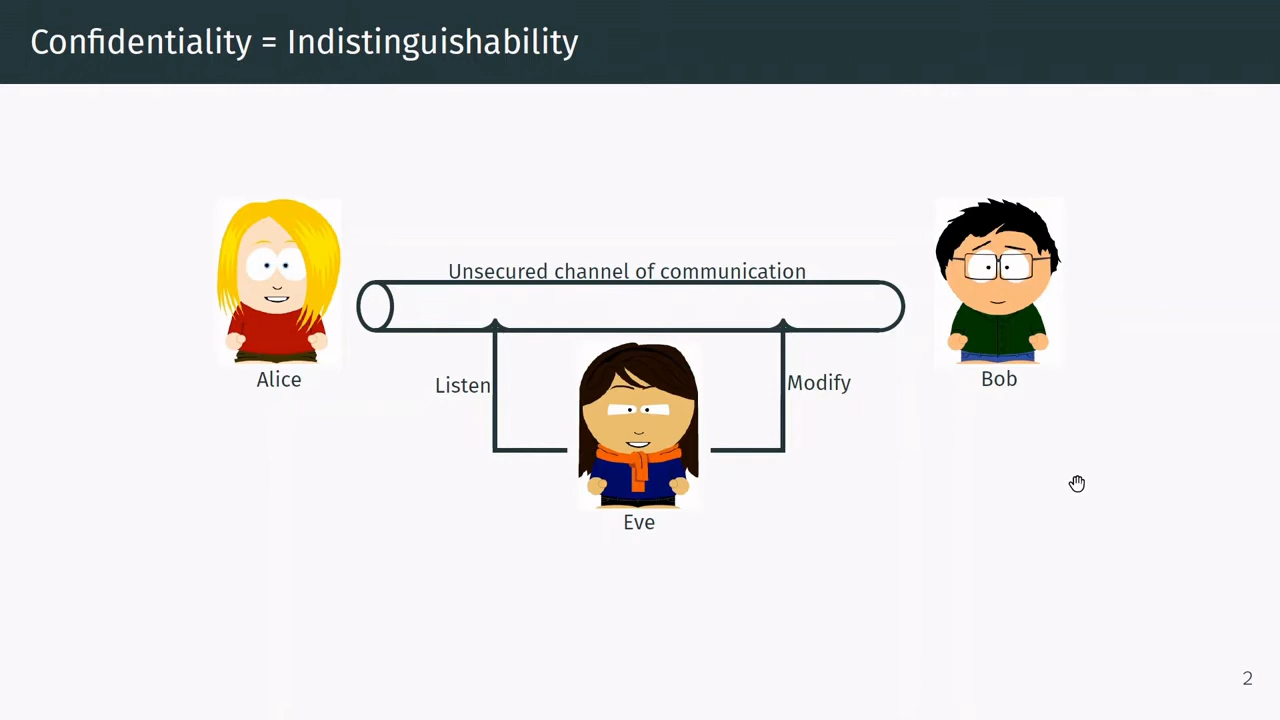 Confidentiality = Indistinguishability
Unsecured channel of communication
Alice
Listen
Modify
Bob
Eve
2